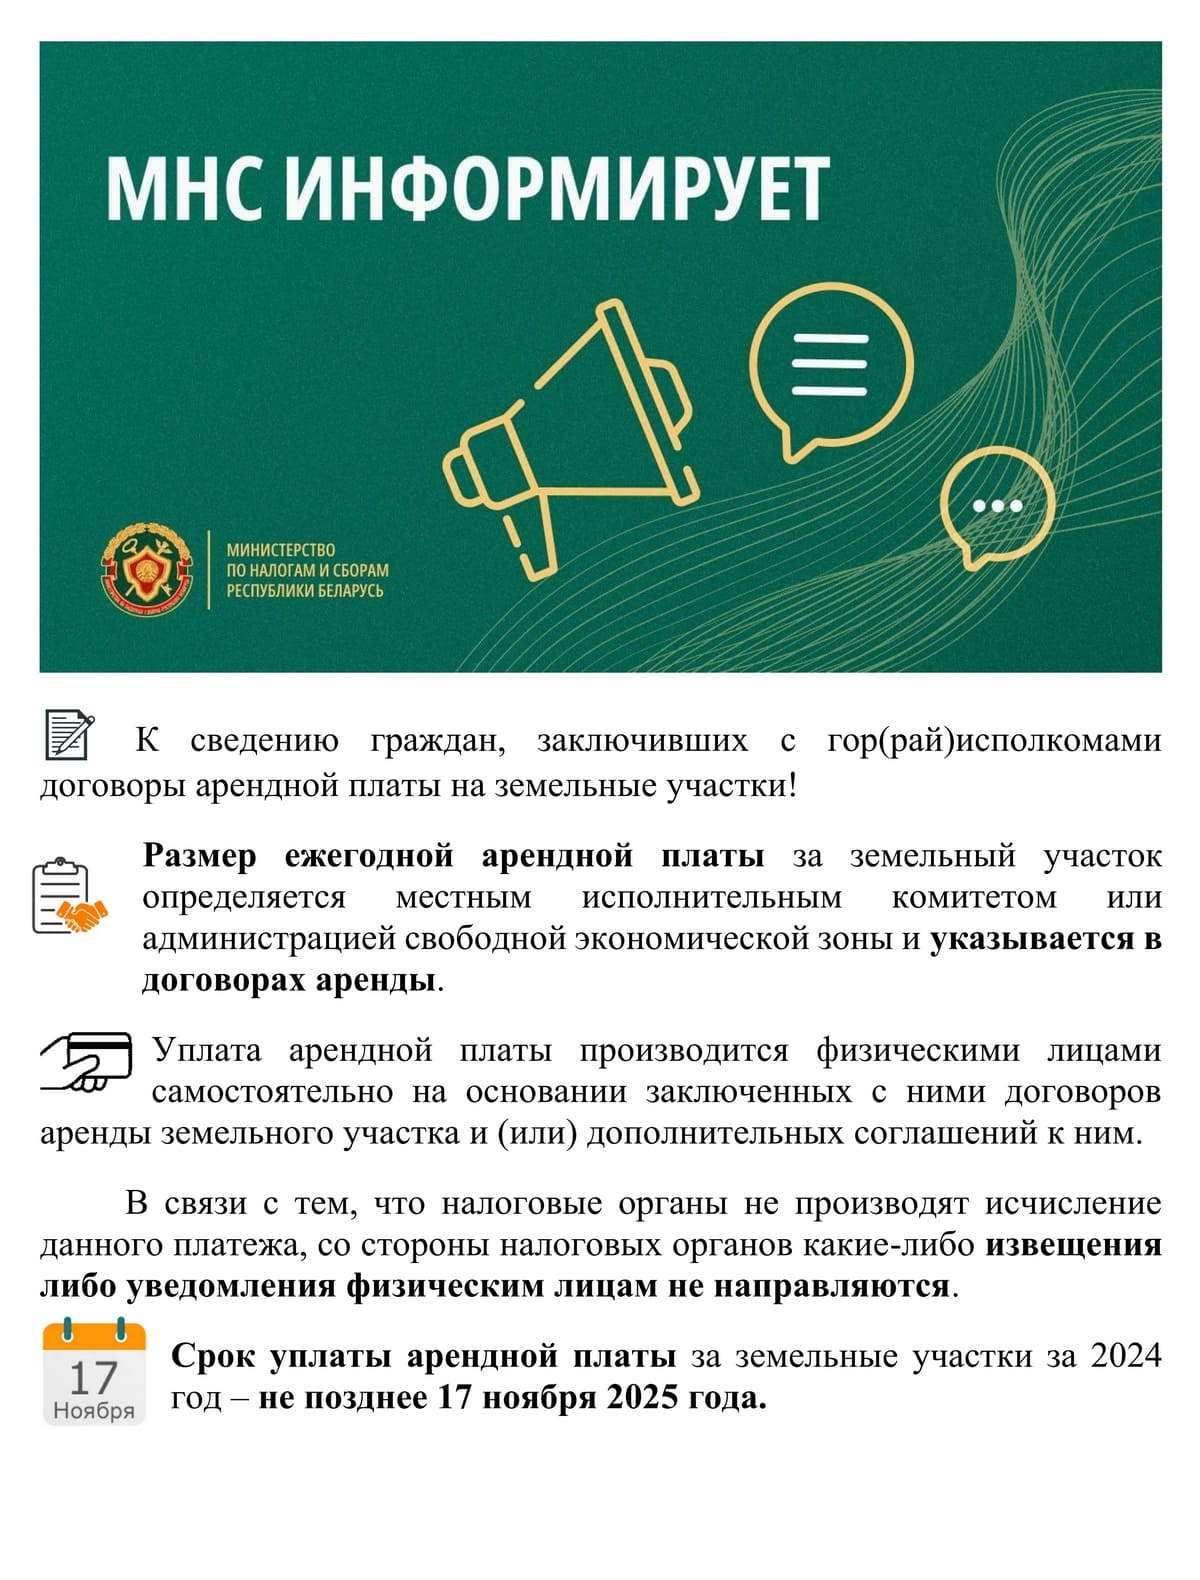 МНС ИНФОРМИРУЕТ
МИНИСТЕРСТВО
ПО НАЛОГАМ И СБОРАМ
РЕСПУБЛИКИ БЕЛАРУСЬ
К сведению граждан, заключивших с гор(рай)исполкомами
договоры арендной платы на земельные участки!
Размер ежегодной арендной платы за земельный участок
определяется местным исполнительным комитетом или
администрацией свободной экономической зоны и указывается в
договорах аренды.
Уплата арендной платы производится физическими лицами
самостоятельно на основании заключенных с ними договоров
аренды земельного участка и (или) дополнительных соглашений к ним.
В связи с тем, что налоговые органы не производят исчисление
данного платежа, со стороны налоговых органов какие-либо извещения
либо уведомления физическим лицам не направляются.
17
Ноября
Срок уплаты арендной платы за земельные участки за 2024
год – не позднее 17 ноября 2025 года.